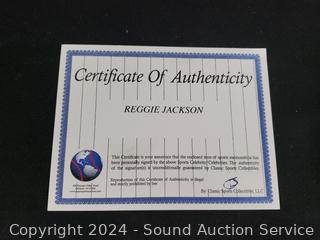 Certificate Of Authenticity
REGGIE JACKSON
This Certificate is your assurance that the enclosed item of sports memorabilia has
been personally signed by the above Sports Celebrity/Celebrities. The authenticity
of the signature(s) is unconditionally guaranteed by Classic Sports Collectibles.
Reproduction of this Certificate of Authenticity is illegal
and strictly prohibited by law
By Classic Sports Collectibles, LLC
Copyright 2024 - Sound Auction Service